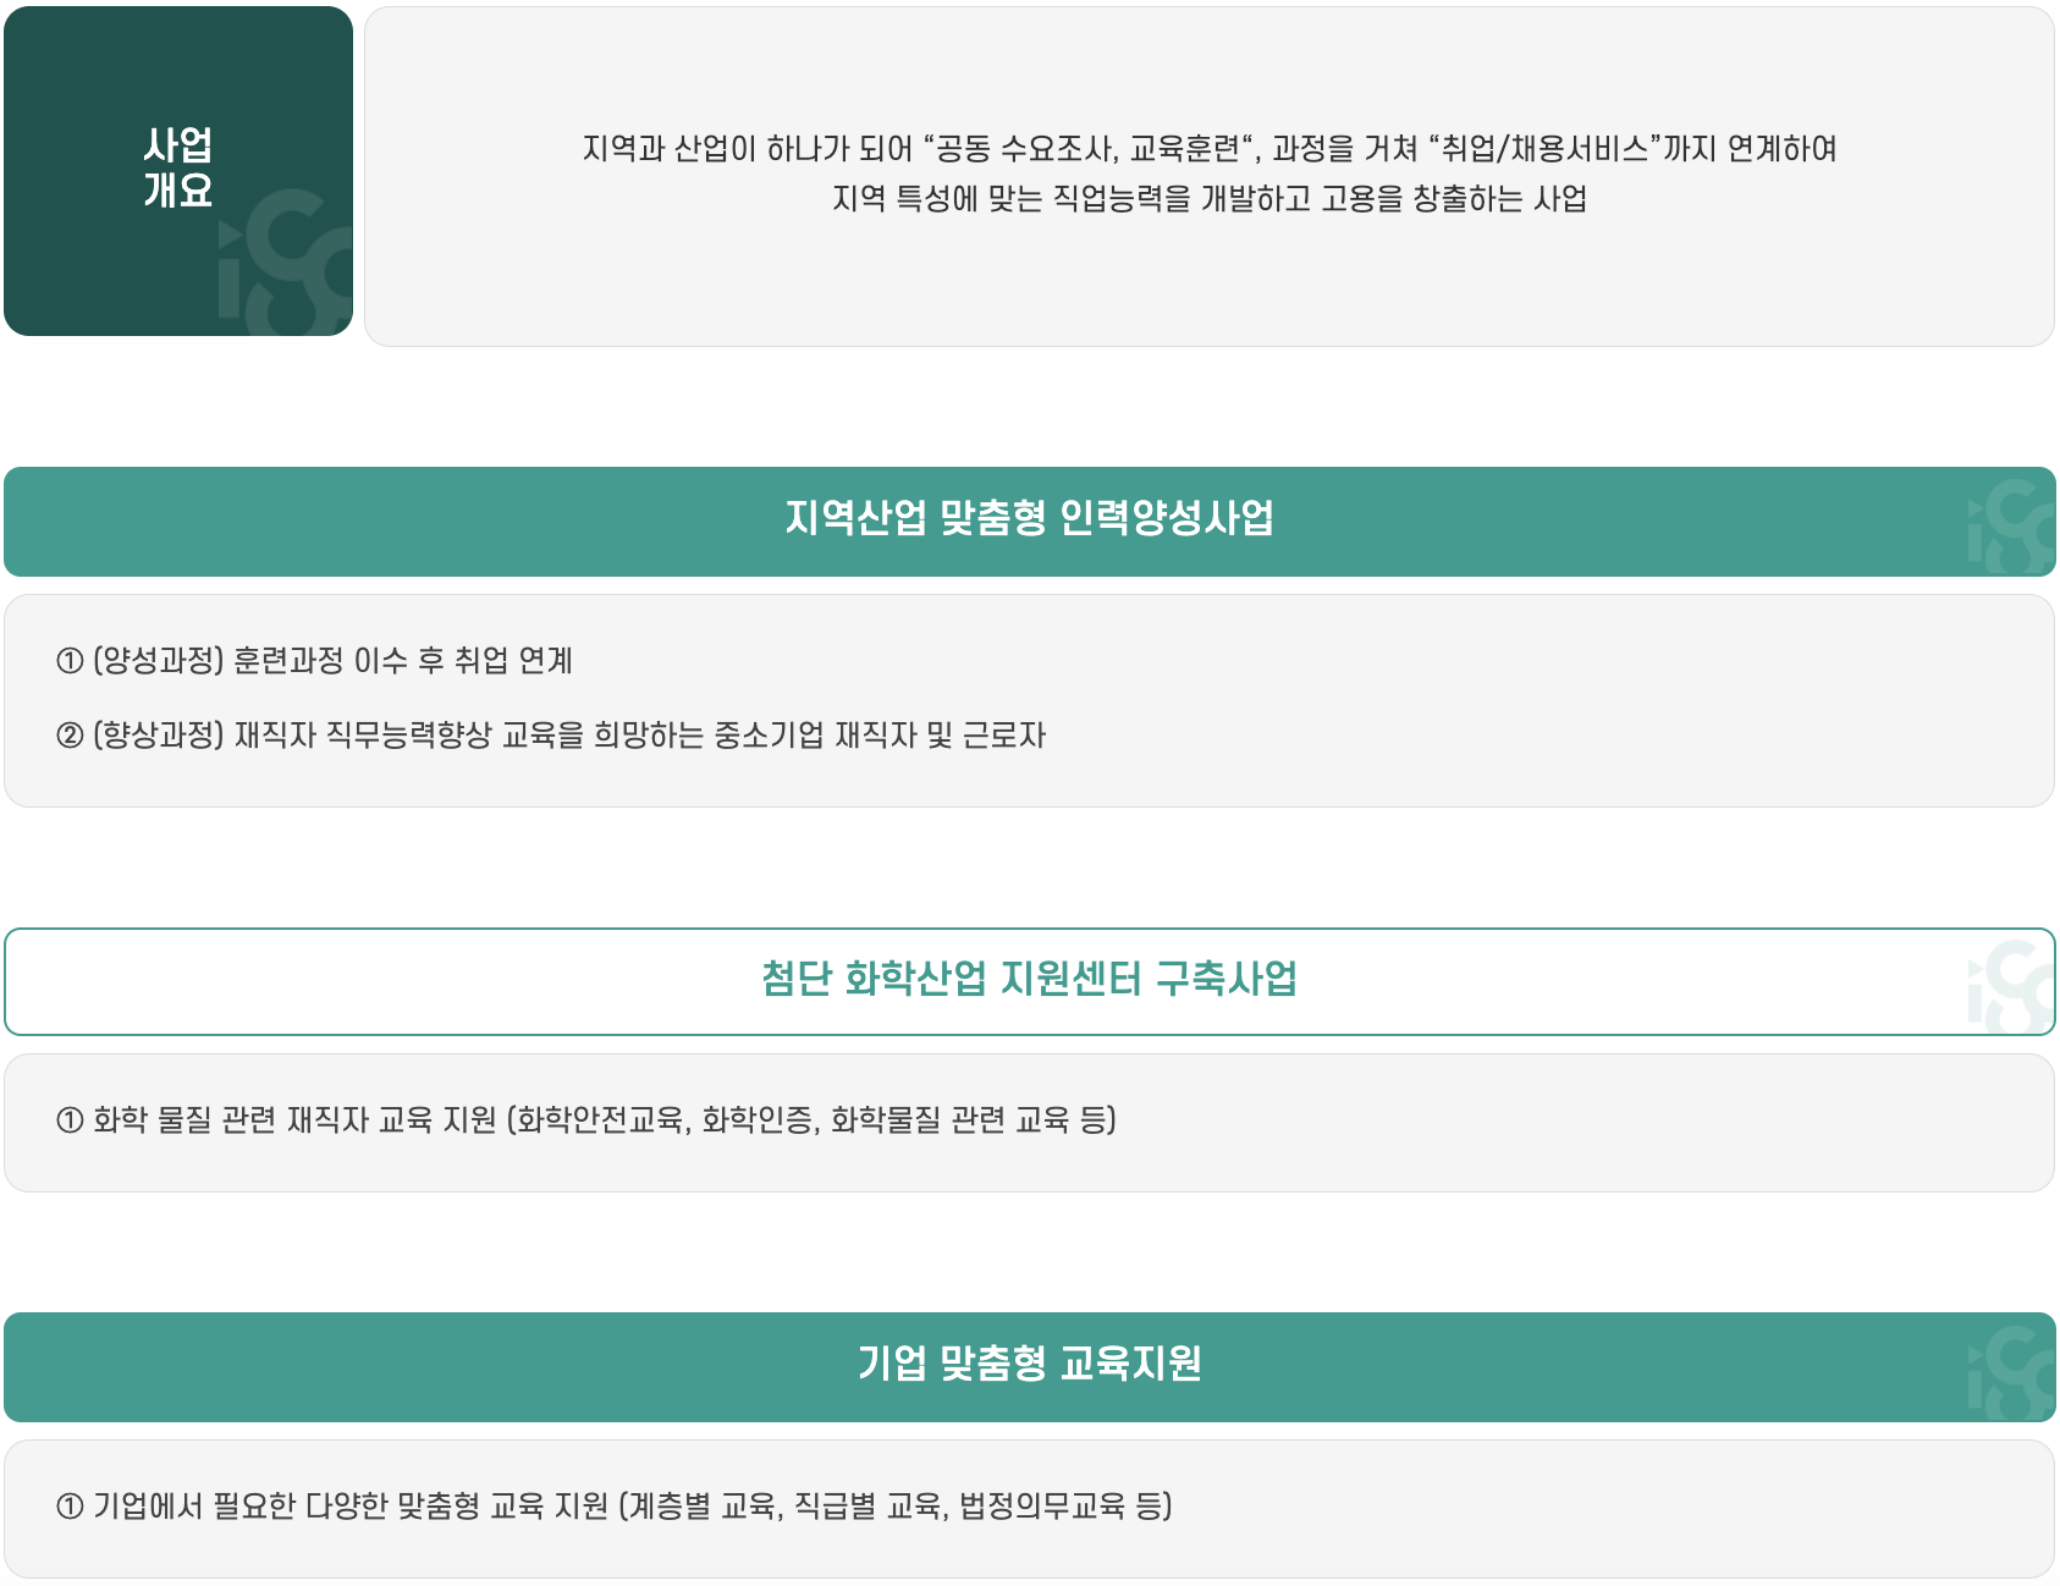 사업
개요
지역과 산업이 하나가 되어 “공동 수요조사, 교육훈련“, 과정을 거쳐 “취업/채용서비스”까지 연계하여
지역 특성에 맞는 직업능력을 개발하고 고용을 창출하는 사업
지역산업 맞춤형 인력양성사업
① (양성과정) 훈련과정 이수 후 취업 연계
② (향상과정) 재직자 직무능력향상 교육을 희망하는 중소기업 재직자 및 근로자
첨단 화학산업 지원센터 구축사업
① 화학 물질 관련 재직자 교육 지원 (화학안전교육, 화학인증, 화학물질 관련 교육 등)
기업 맞춤형 교육지원
① 기업에서 필요한 다양한 맞춤형 교육 지원 (계층별 교육, 직급별 교육, 법정의무교육 등)